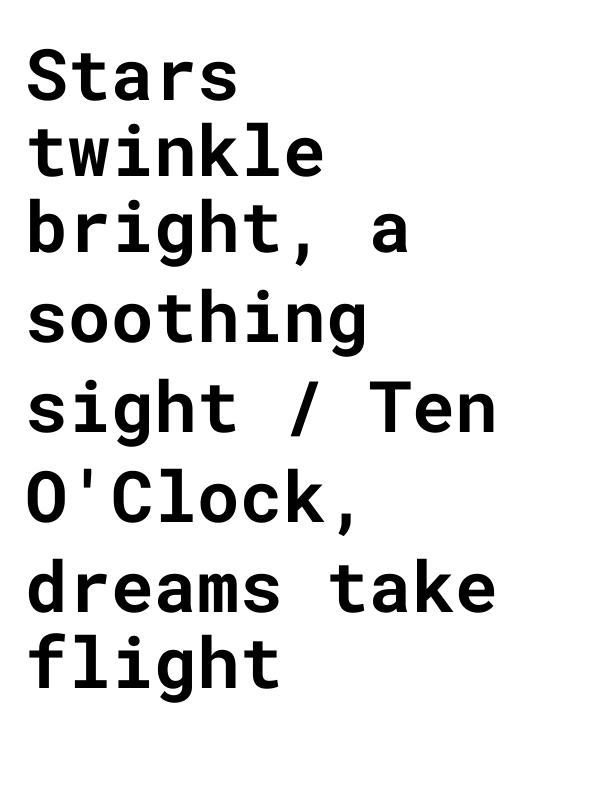 Stars
twinkle
bright, a
soothing
sight / Ten
O'Clock,
dreams take
flight